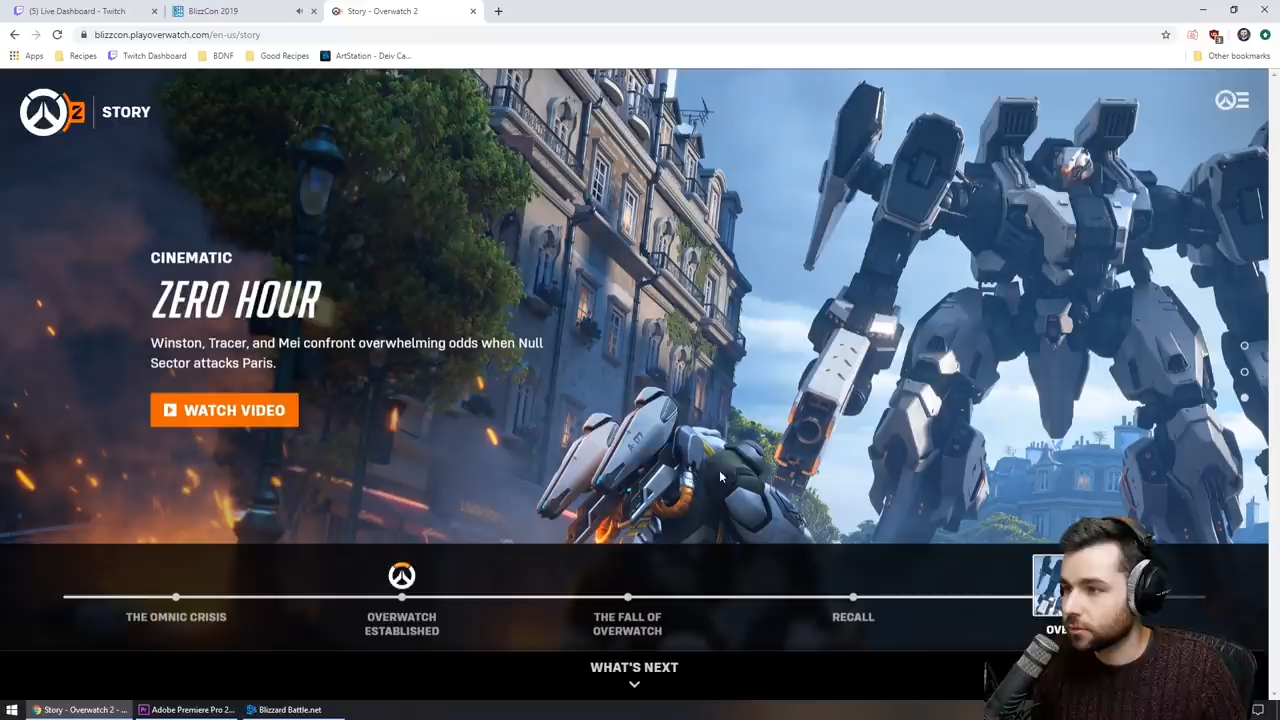 (5) Live Dashboard - Twitch
BlizzCon 2019
Story - Overwatch 2
blizzcon.playoverwatch.com/en-us/story
Apps
Recipes
Twitch Dashboard
BDNF
Good Recipes
ArtStation - Deiv Ca...
Other bookmarks
2
STORY
CINEMATIC
ZERO HOUR
Winston, Tracer, and Mei confront overwhelming odds when Null
Sector attacks Paris.
WATCH VIDEO
THE OMNIC CRISIS
OVERWATCH
ESTABLISHED
THE FALL OF
OVERWATCH
RECALL
WHAT'S NEXT
Story - Overwatch 2 - ...
Adobe Premiere Pro 2...
Blizzard Battle.net